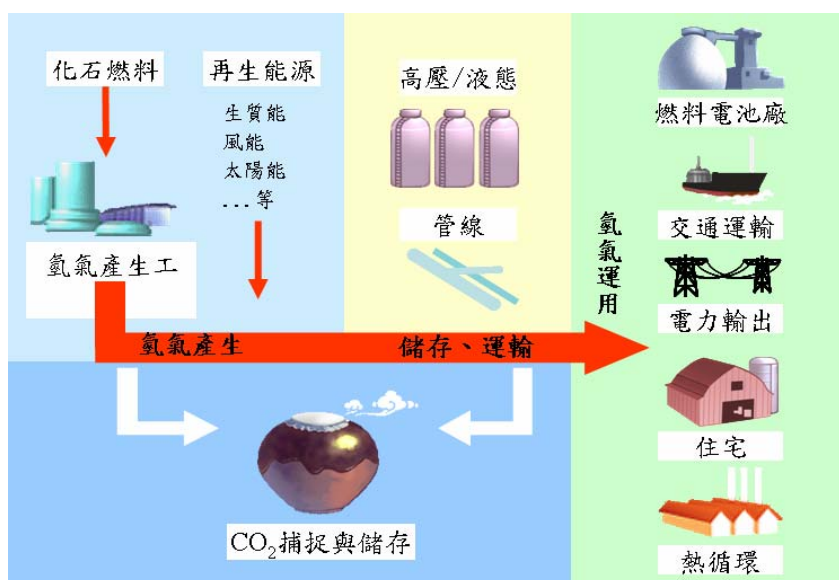 化石燃料
再生能源
生質能
風能
太陽能
...等
氫氣產生工
高壓/液態
管線
氫氣產生
儲存、運輸
氫氣運用
CO₂捕捉與儲存
燃料電池廠
交通運輸
電力輸出
住宅
熱循環